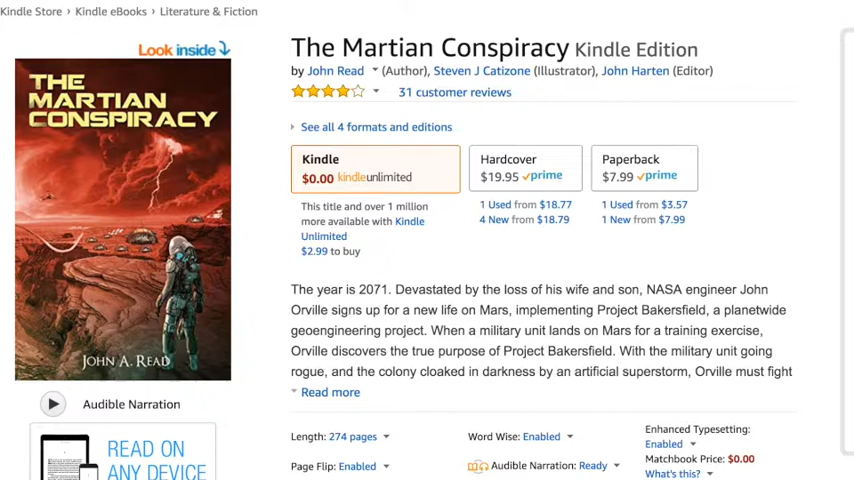 Kindle Store › Kindle eBooks › Literature & Fiction
Look inside
THE
MARTIAN
CONSPIRACY
JOHN A. READ
Audible Narration
READ ON
ANY DEVICE
The Martian Conspiracy Kindle Edition
by John Read (Author), Steven J Catizone (Illustrator), John Harten (Editor)
31 customer reviews
See all 4 formats and editions
Kindle
$0.00 kindleunlimited
This title and over 1 million
more available with Kindle
Unlimited
$2.99 to buy
Hardcover
$19.95 prime
1 Used from $18.77
4 New from $18.79
Paperback
$7.99 prime
1 Used from $3.57
1 New from $7.99
The year is 2071. Devastated by the loss of his wife and son, NASA engineer John
Orville signs up for a new life on Mars, implementing Project Bakersfield, a planetwide
geoengineering project. When a military unit lands on Mars for a training exercise,
Orville discovers the true purpose of Project Bakersfield. With the military unit going
rogue, and the colony cloaked in darkness by an artificial superstorm, Orville must fight
Read more
Length: 274 pages
Word Wise: Enabled
Enhanced Typesetting:
Enabled
Page Flip: Enabled
Audible Narration: Ready
Matchbook Price: $0.00
What's this?